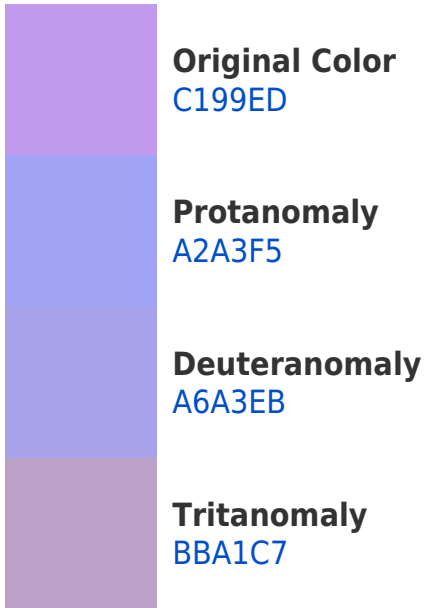 Original Color
C199ED
Protanomaly
A2A3F5
Deuteranomaly
A6A3EB
Tritanomaly
BBA1C7